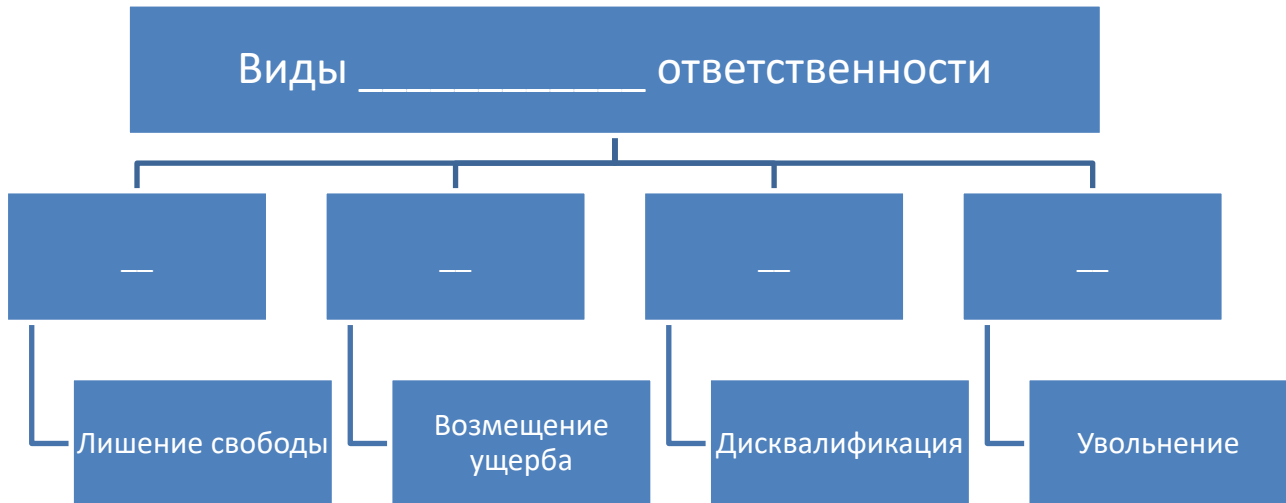 Виды ____________ ответственности
__
__
__
__
Лишение свободы
Возмещение
ущерба
Дисквалификация
Увольнение